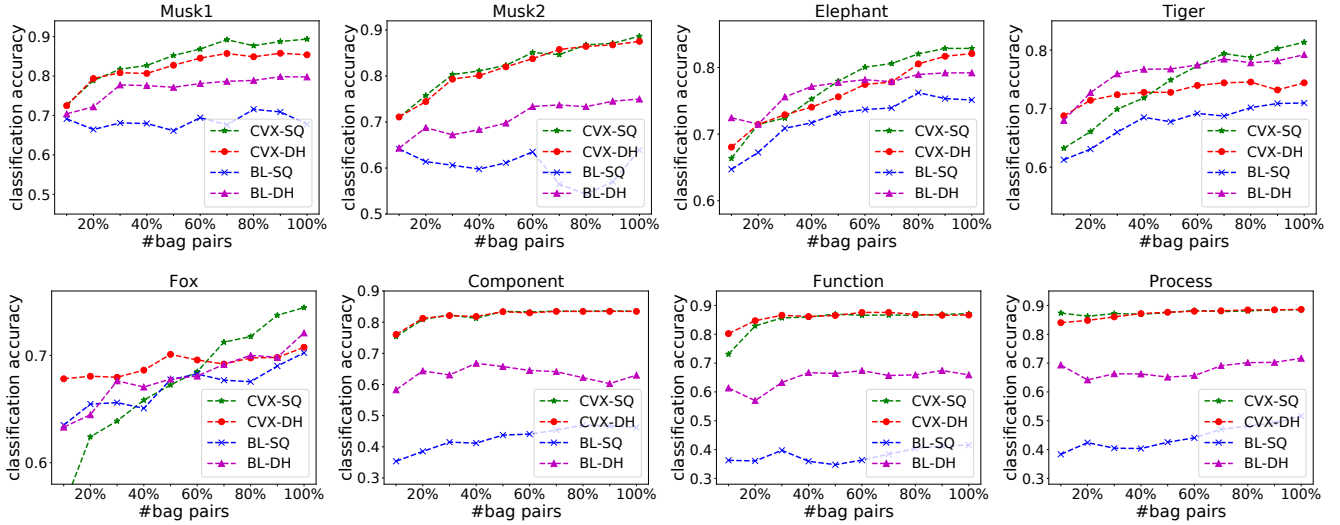 Musk1
classification accuracy
0.9
0.8
0.7
0.6
0.5
20% 40% 60% 80% 100%
#bag pairs
CVX-SQ
CVX-DH
BL-SQ
BL-DH
Musk2
classification accuracy
0.9
0.8
0.7
0.6
0.5
20% 40% 60% 80% 100%
#bag pairs
CVX-SQ
CVX-DH
BL-SQ
BL-DH
Elephant
classification accuracy
0.8
0.7
0.6
20% 40% 60% 80% 100%
#bag pairs
CVX-SQ
CVX-DH
BL-SQ
BL-DH
Tiger
classification accuracy
0.8
0.7
0.6
20% 40% 60% 80% 100%
#bag pairs
CVX-SQ
CVX-DH
BL-SQ
BL-DH
Fox
classification accuracy
0.7
0.6
20% 40% 60% 80% 100%
#bag pairs
CVX-SQ
CVX-DH
BL-SQ
BL-DH
Component
classification accuracy
0.9
0.8
0.7
0.6
0.5
0.4
0.3
20% 40% 60% 80% 100%
#bag pairs
CVX-SQ
CVX-DH
BL-SQ
BL-DH
Function
classification accuracy
0.9
0.8
0.7
0.6
0.5
0.4
0.3
20% 40% 60% 80% 100%
#bag pairs
CVX-SQ
CVX-DH
BL-SQ
BL-DH
Process
classification accuracy
0.9
0.8
0.7
0.6
0.5
0.4
0.3
20% 40% 60% 80% 100%
#bag pairs
CVX-SQ
CVX-DH
BL-SQ
BL-DH